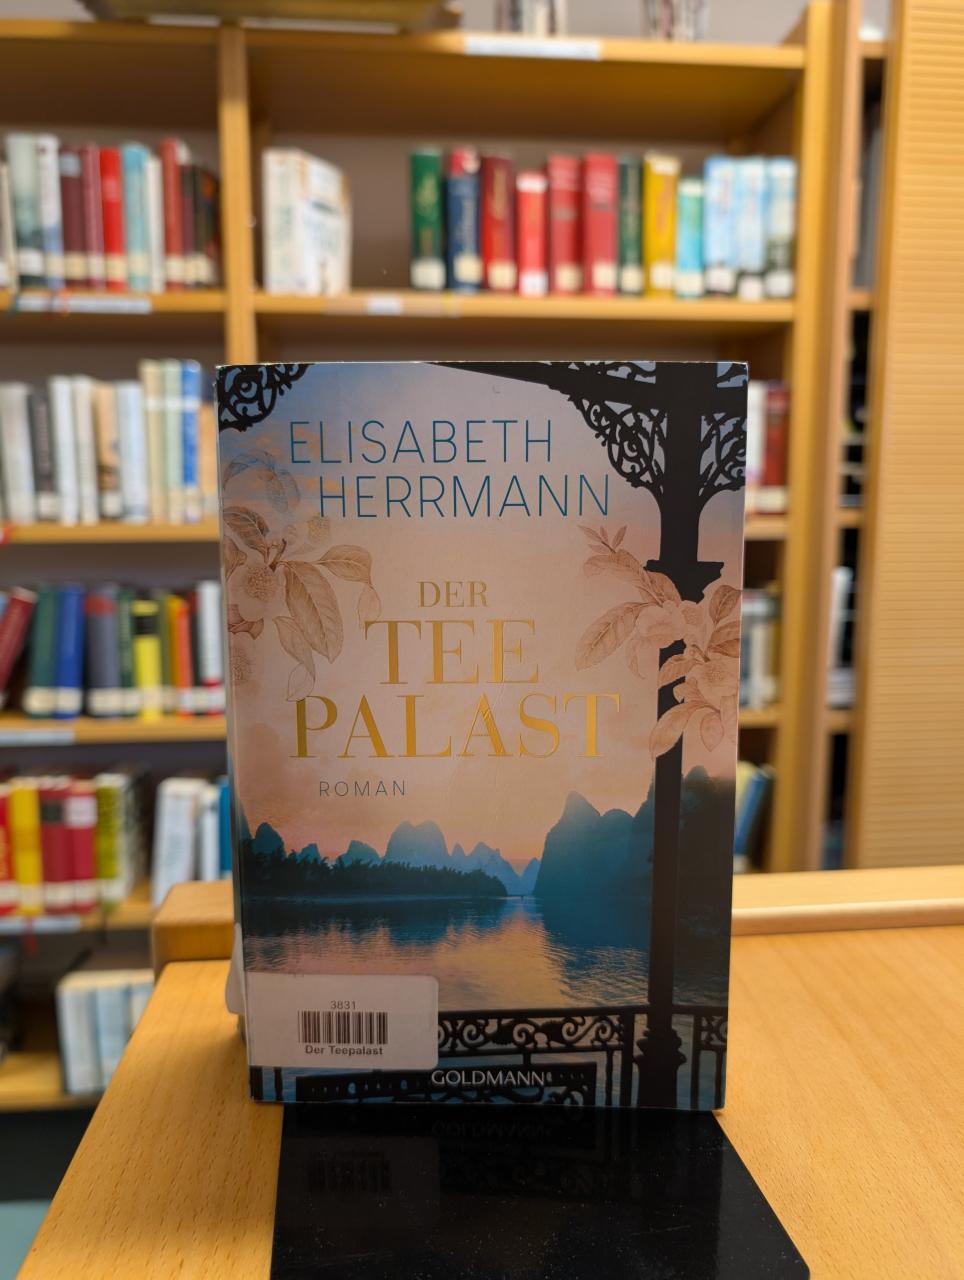 ELISABETH
HERRMANN
DER
TEE
PALAST
ROMAN
3831
Der Teepalast
GOLDMANN